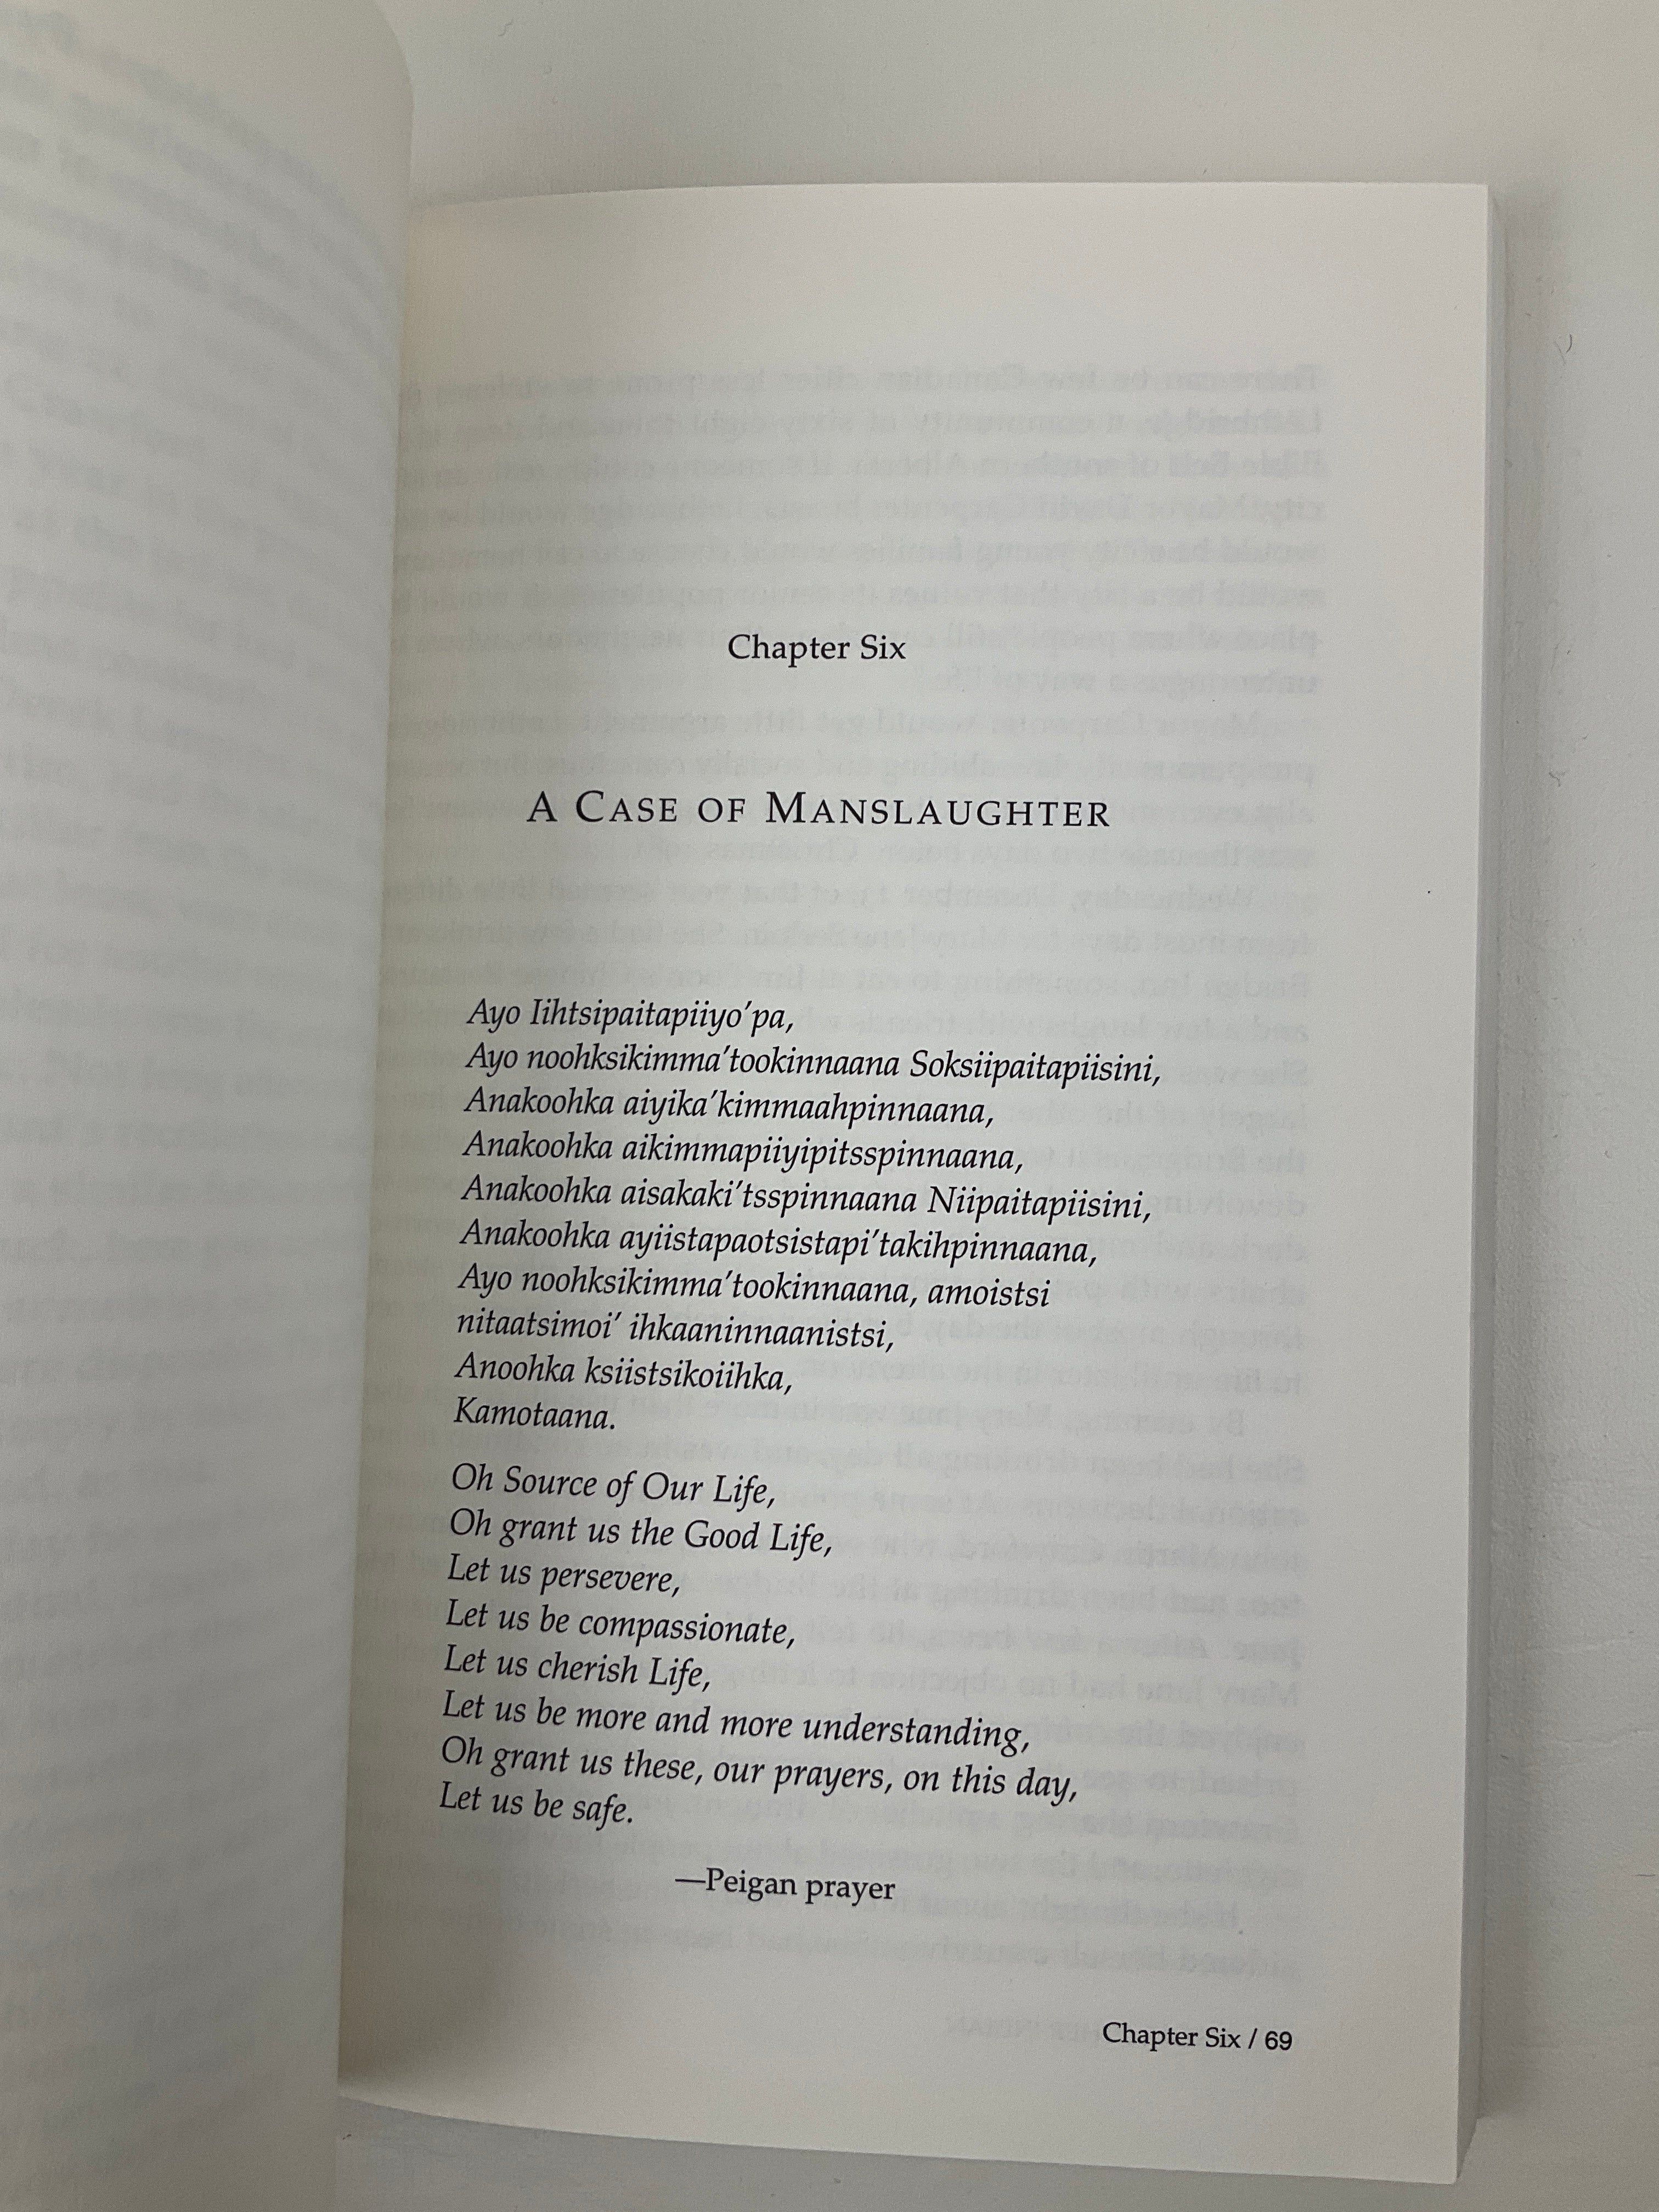 Chapter Six
A CASE OF MANSLAUGHTER
Ayo Iihtsipaitapiiyo'pa,
Ayo noohksikimma'tookinnaana Soksiipaitapiisini,
Anakoohka aiyika'kimmaahpinnaana,
Anakoohka aikimmapiiyipitsspinnaana,
Anakoohka aisakaki'tsspinnaana Niipaitapiisini,
Anakoohka ayiistapaotsistapi'takihpinnaana,
Ayo noohksikimma'tookinnaana, amoistsi
nitaatsimoi' ihkaaninnaanistsi,
Anoohka ksiistsikoiihka,
Kamotaana.
Oh Source of Our Life,
Oh grant us the Good Life,
Let us persevere,
Let us be compassionate,
Let us cherish Life,
Let us be more and more understanding,
Oh grant us these, our prayers, on this day,
Let us be safe.
—Peigan prayer
Chapter Six / 69